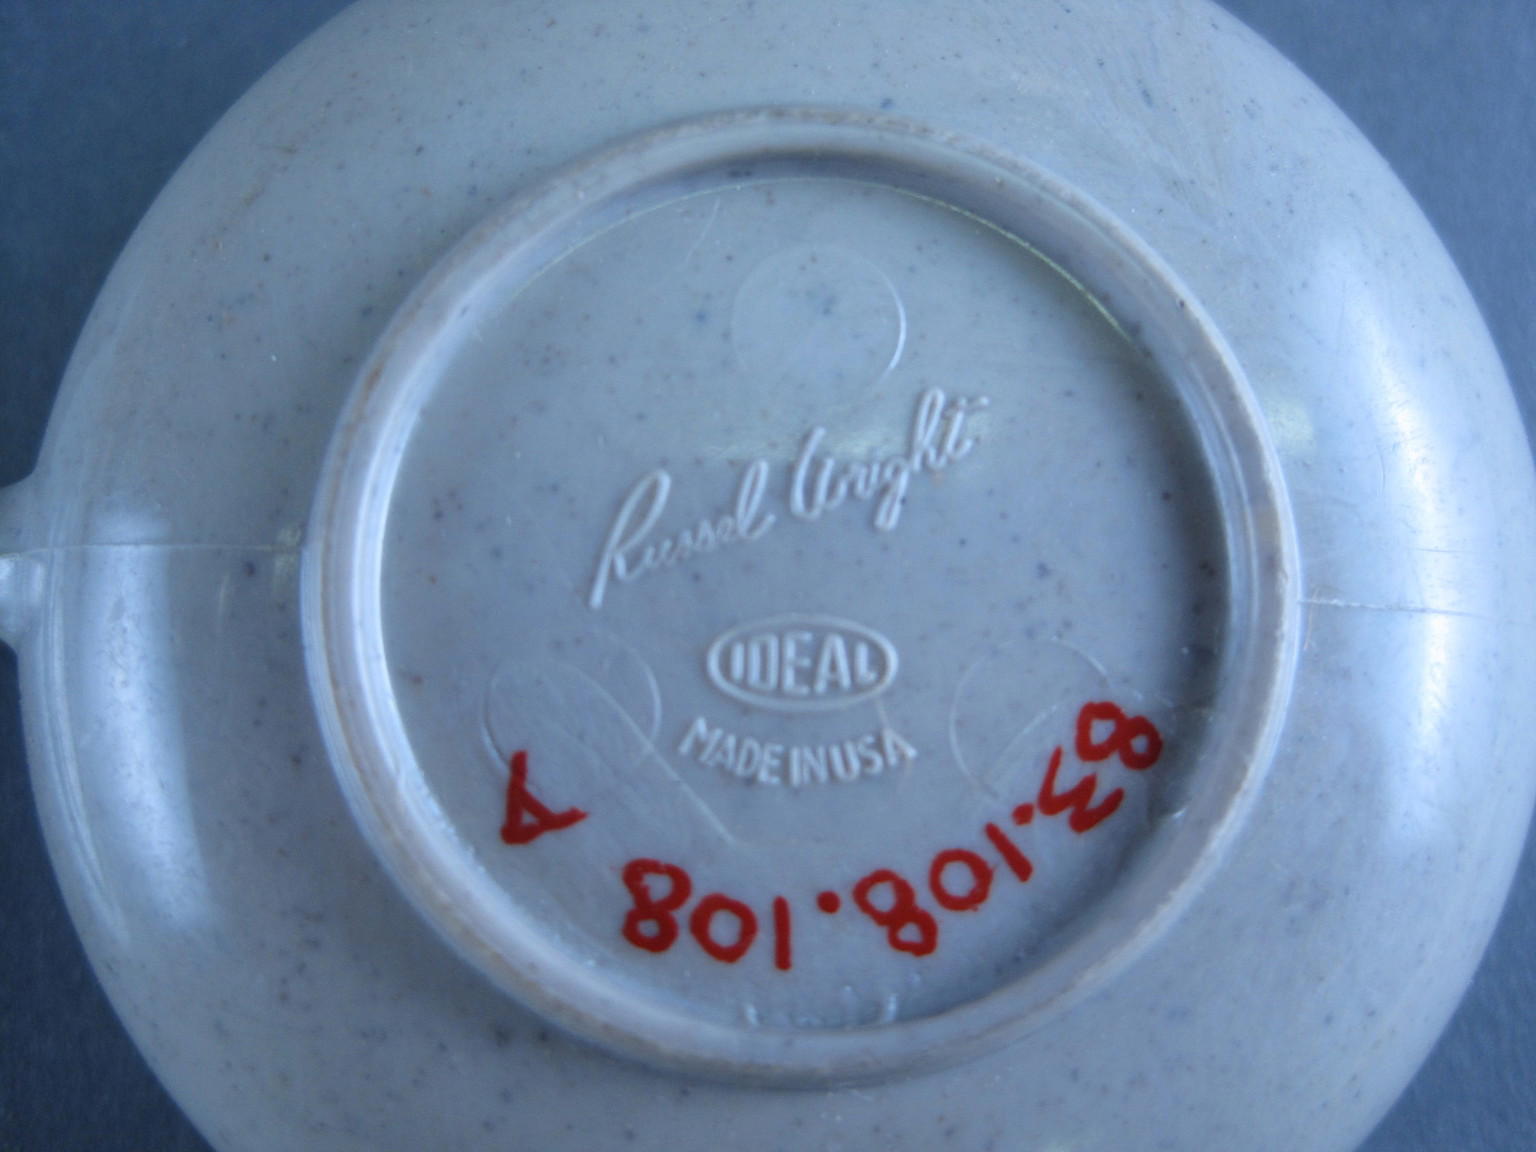 Russel Wright
IDEAL
MADE IN USA
83.108.108 A